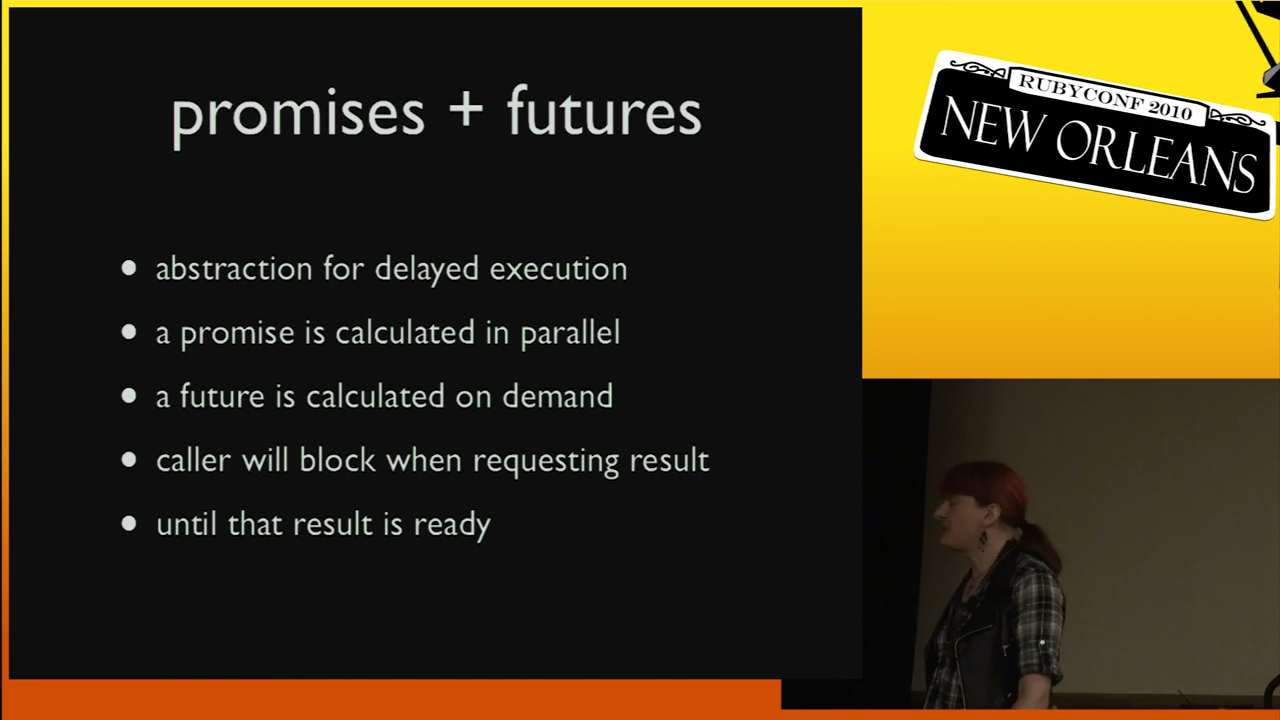 promises + futures
abstraction for delayed execution
a promise is calculated in parallel
a future is calculated on demand
caller will block when requesting result
until that result is ready
RUBYCONF 2010
NEW ORLEANS